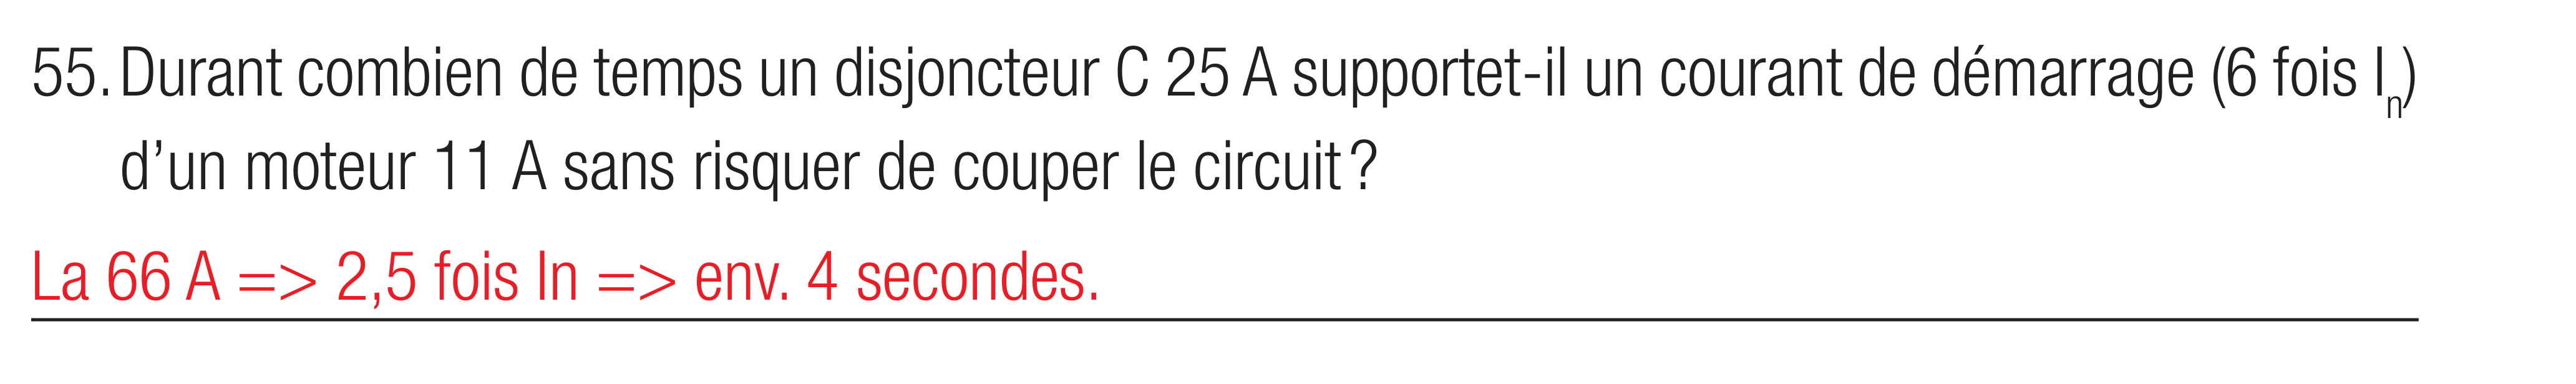 55. Durant combien de temps un disjoncteur C 25 A supportet-il un courant de démarrage (6 fois In)
d’un moteur 11 A sans risquer de couper le circuit ?
La 66 A => 2,5 fois In => env. 4 secondes.